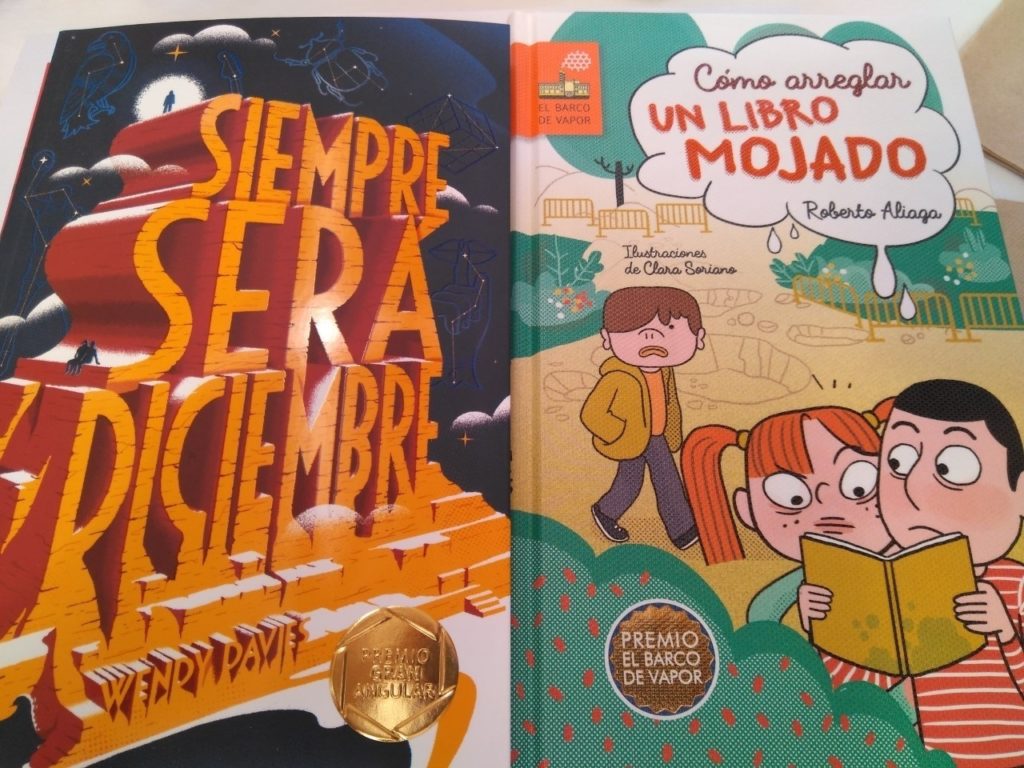 SIEMPRE
SERÁ
DICIEMBRE
WENDY DAVIES
PREMIO
GRAN
ANGULAR
EL BARCO
DE VAPOR
Cómo arreglar
UN LIBRO
MOJADO
Roberto Aliaga
Ilustraciones
de Clara Soriano
PREMIO
EL BARCO
DE VAPOR